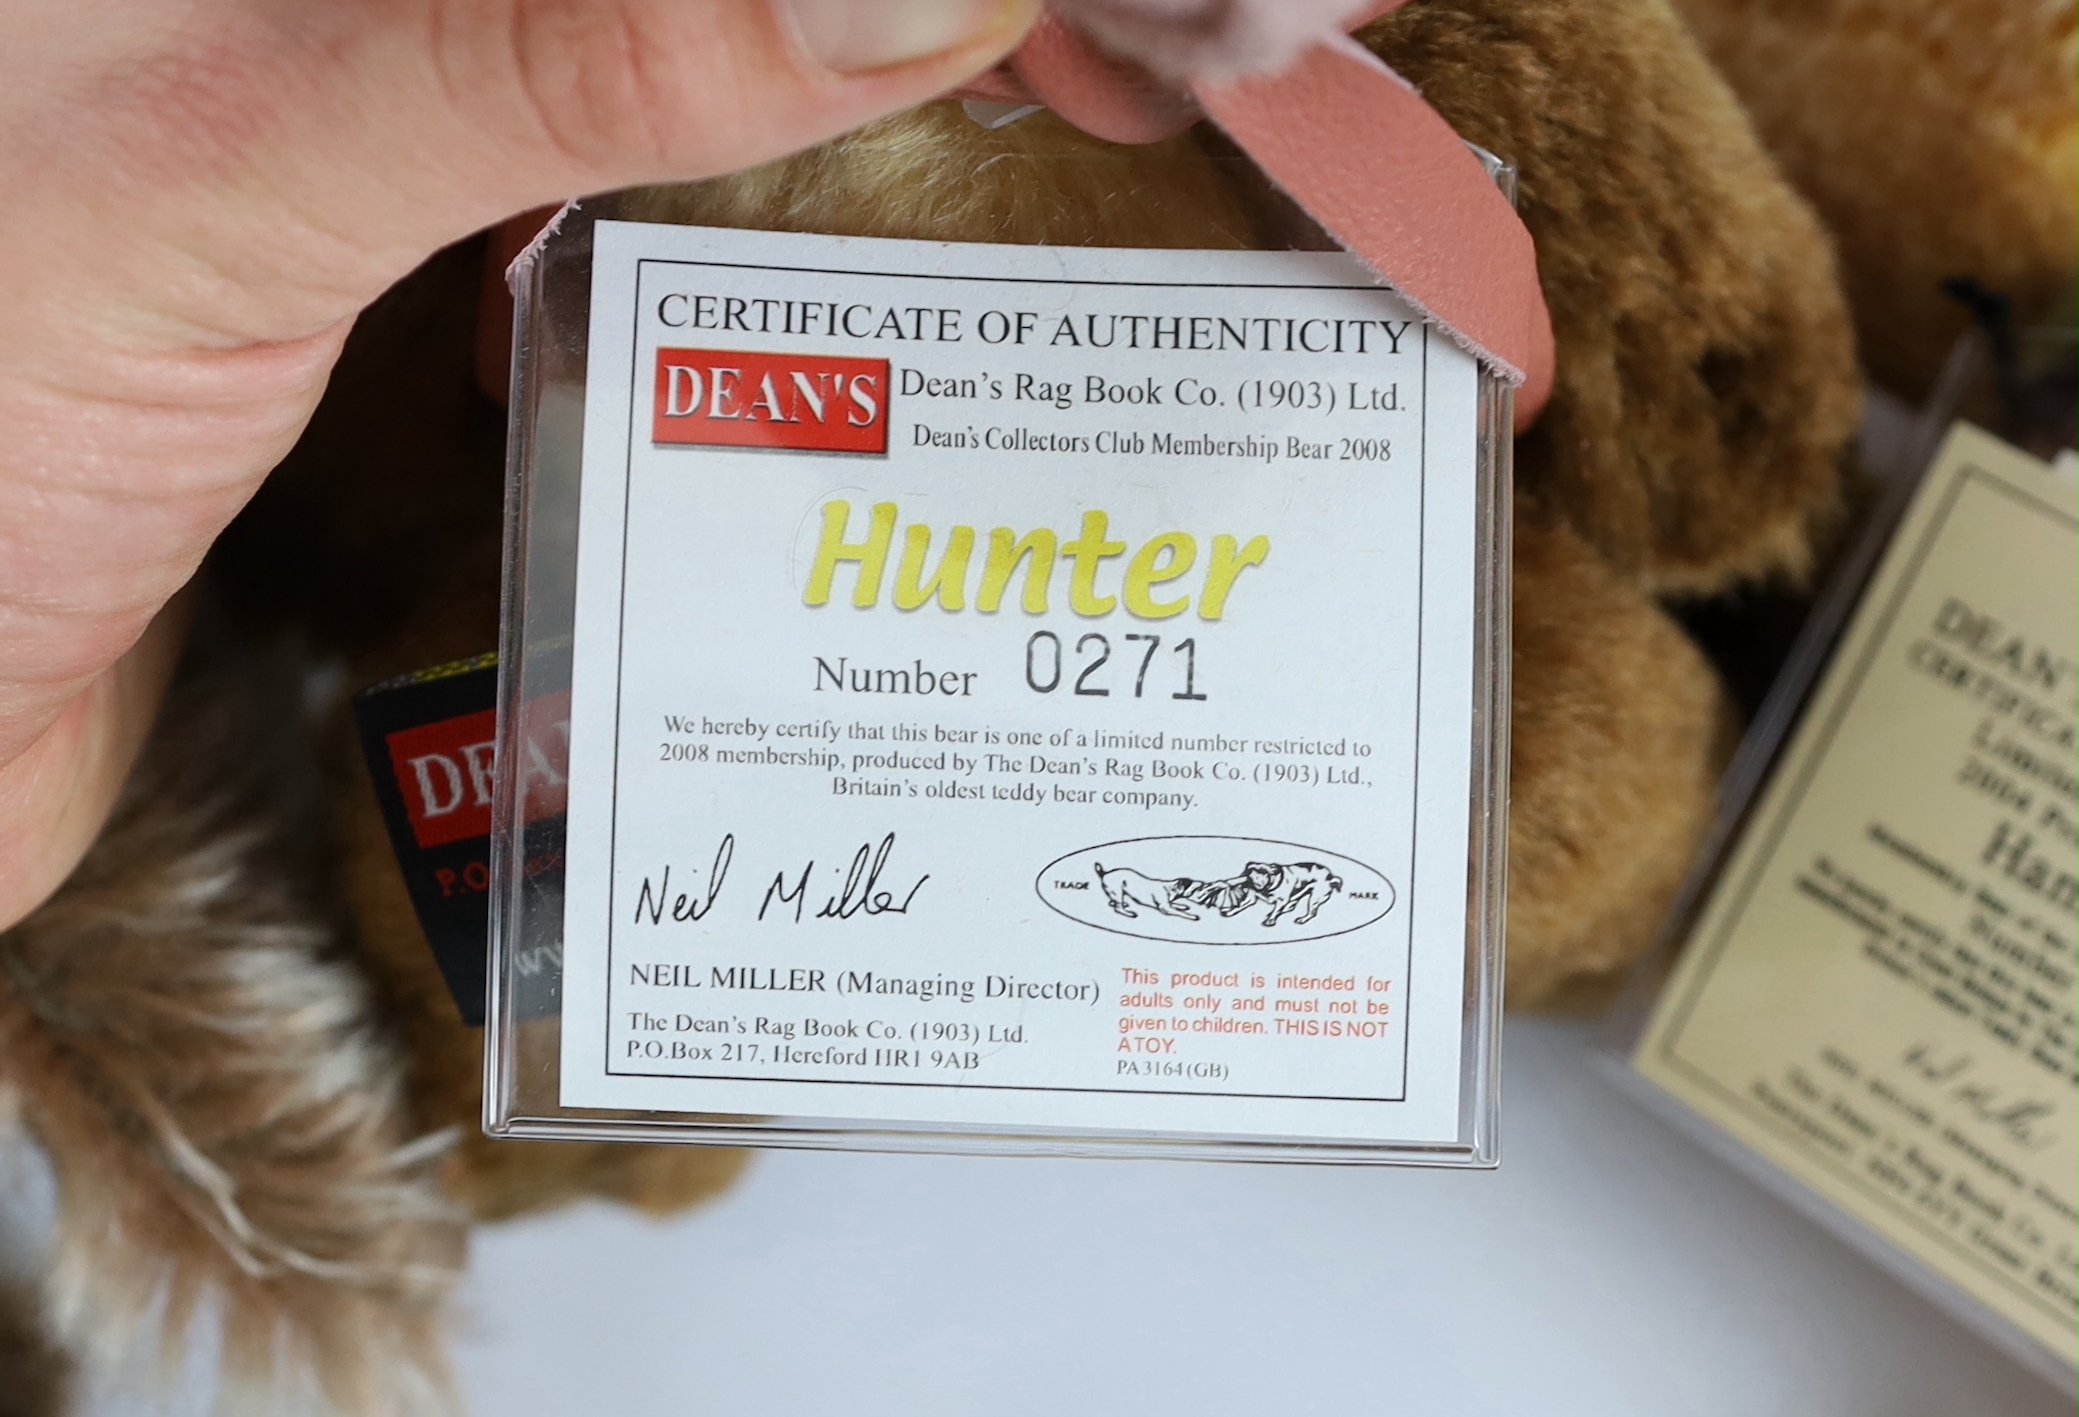 CERTIFICATE OF AUTHENTICITY
DEAN'S
Dean's Rag Book Co. (1903) Ltd.
Dean's Collectors Club Membership Bear 2008
Hunter
Number 0271
We hereby certify that this bear is one of a limited number restricted to
2008 membership, produced by The Dean's Rag Book Co. (1903) Ltd.,
Britain's oldest teddy bear company.
Neil Miller
TRADE MARK
NEIL MILLER (Managing Director)
The Dean's Rag Book Co. (1903) Ltd.
P.O.Box 217, Hereford HR1 9AB
This product is intended for
adults only and must not be
given to children. THIS IS NOT
A TOY.
PA 3164 (GB)
DEA
P.O
DEAN'
CERTIFICA